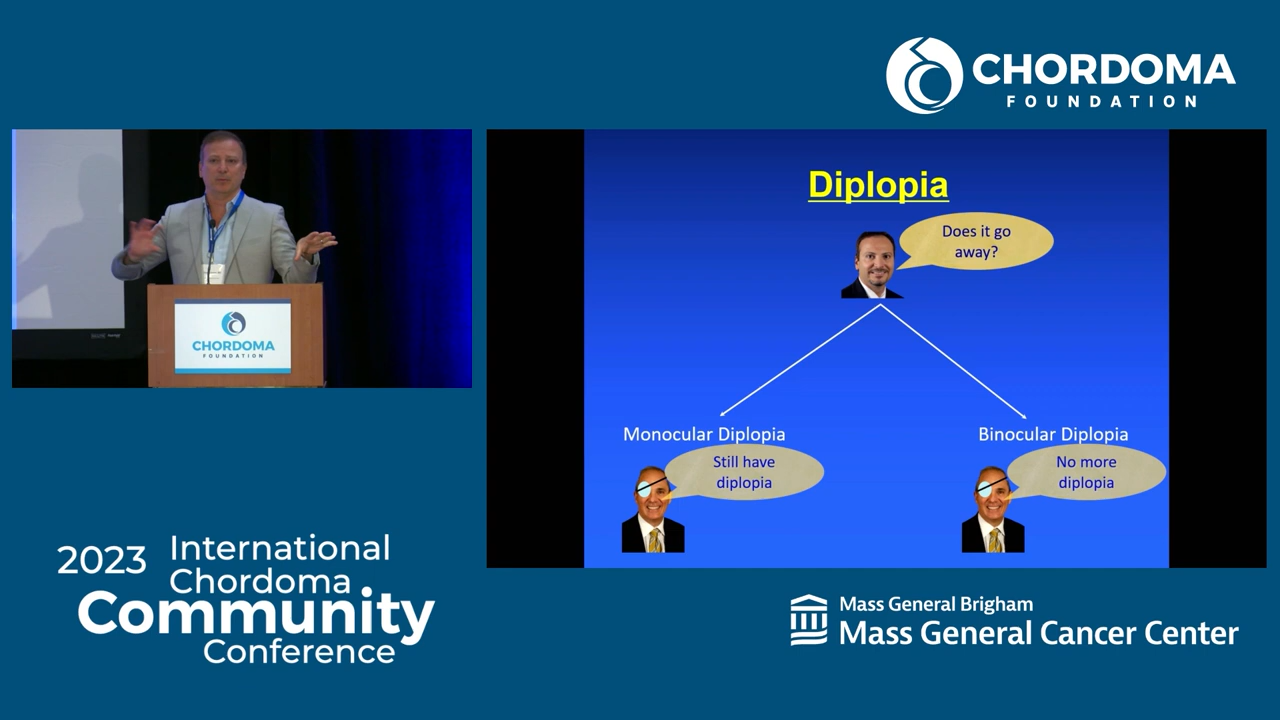 CHORDOMA
FOUNDATION
CHORDOMA
FOUNDATION
Diplopia
Does it go
away?
Monocular Diplopia
Still have
diplopia
Binocular Diplopia
No more
diplopia
2023 International
Chordoma
Community
Conference
Mass General Brigham
Mass General Cancer Center